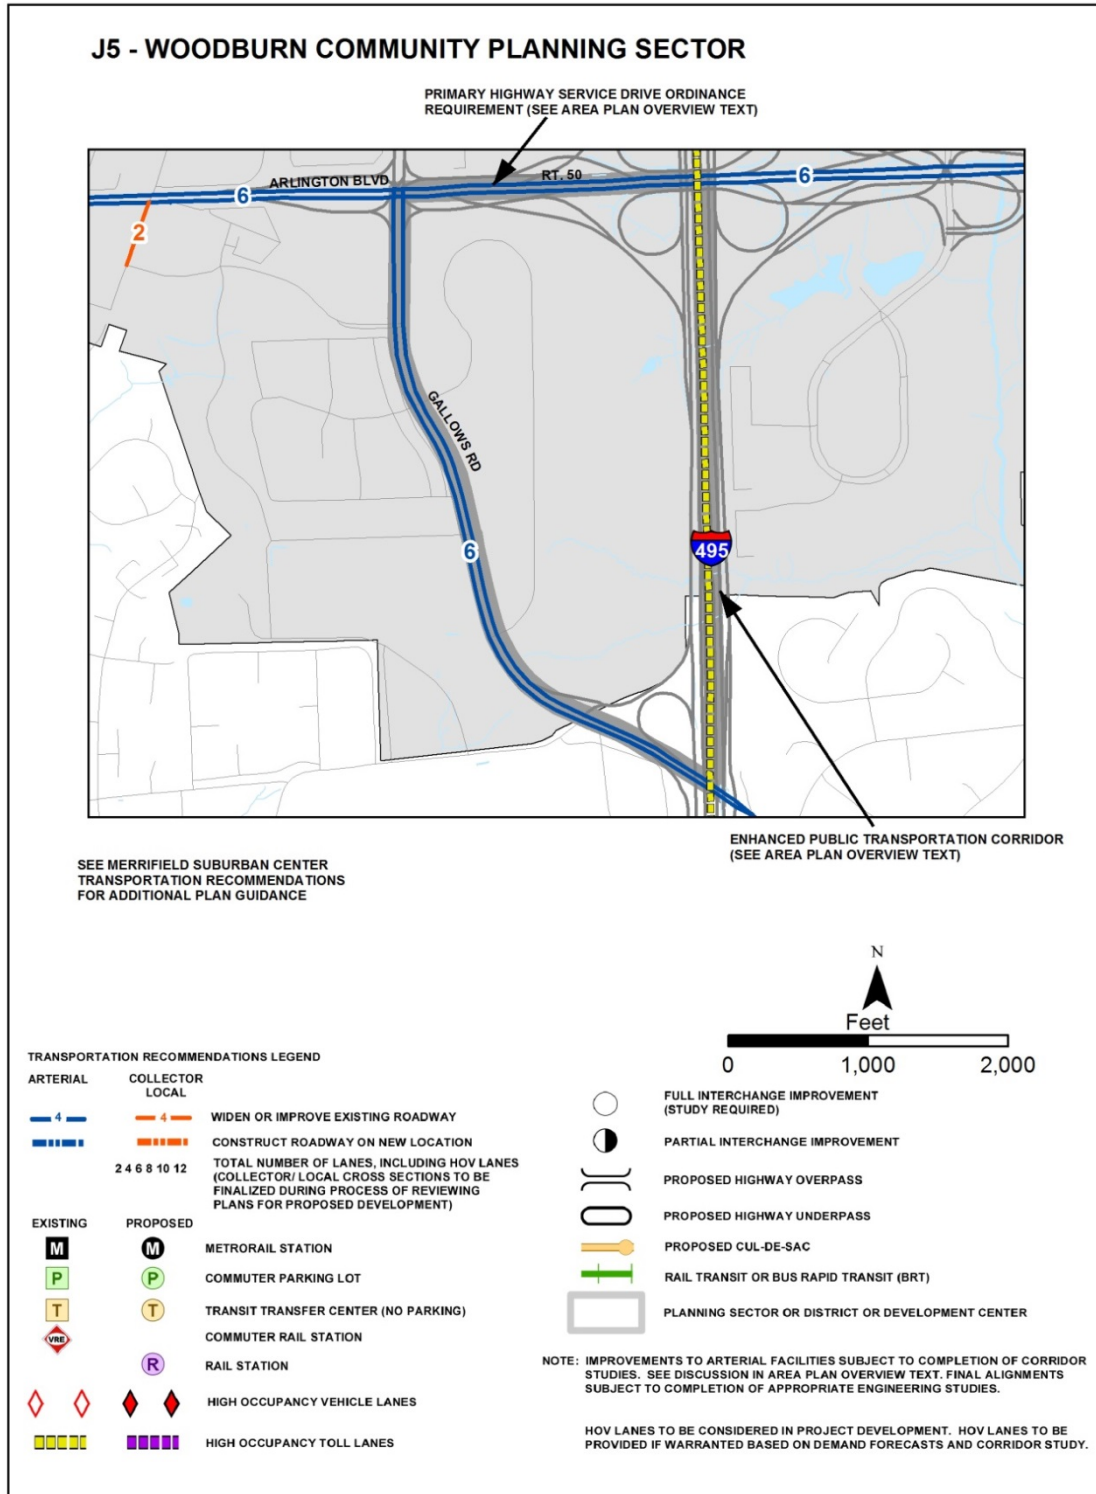 J5 - WOODBURN COMMUNITY PLANNING SECTOR
PRIMARY HIGHWAY SERVICE DRIVE ORDINANCE
REQUIREMENT (SEE AREA PLAN OVERVIEW TEXT)
ARLINGTON BLVD
RT. 50
6
6
2
GALLOWS RD
6
495
ENHANCED PUBLIC TRANSPORTATION CORRIDOR
(SEE AREA PLAN OVERVIEW TEXT)
SEE MERRIFIELD SUBURBAN CENTER
TRANSPORTATION RECOMMENDATIONS
FOR ADDITIONAL PLAN GUIDANCE
N
Feet
0 1,000 2,000
TRANSPORTATION RECOMMENDATIONS LEGEND
ARTERIAL COLLECTOR
LOCAL
4 4 WIDEN OR IMPROVE EXISTING ROADWAY
CONSTRUCT ROADWAY ON NEW LOCATION
2 4 6 8 10 12 TOTAL NUMBER OF LANES, INCLUDING HOV LANES
(COLLECTOR/ LOCAL CROSS SECTIONS TO BE
FINALIZED DURING PROCESS OF REVIEWING
PLANS FOR PROPOSED DEVELOPMENT)
EXISTING PROPOSED
M M METRORAIL STATION
P P COMMUTER PARKING LOT
T T TRANSIT TRANSFER CENTER (NO PARKING)
VRE COMMUTER RAIL STATION
R RAIL STATION
HIGH OCCUPANCY VEHICLE LANES
HIGH OCCUPANCY TOLL LANES
FULL INTERCHANGE IMPROVEMENT
(STUDY REQUIRED)
PARTIAL INTERCHANGE IMPROVEMENT
PROPOSED HIGHWAY OVERPASS
PROPOSED HIGHWAY UNDERPASS
PROPOSED CUL-DE-SAC
RAIL TRANSIT OR BUS RAPID TRANSIT (BRT)
PLANNING SECTOR OR DISTRICT OR DEVELOPMENT CENTER
NOTE: IMPROVEMENTS TO ARTERIAL FACILITIES SUBJECT TO COMPLETION OF CORRIDOR
STUDIES. SEE DISCUSSION IN AREA PLAN OVERVIEW TEXT. FINAL ALIGNMENTS
SUBJECT TO COMPLETION OF APPROPRIATE ENGINEERING STUDIES.
HOV LANES TO BE CONSIDERED IN PROJECT DEVELOPMENT. HOV LANES TO BE
PROVIDED IF WARRANTED BASED ON DEMAND FORECASTS AND CORRIDOR STUDY.